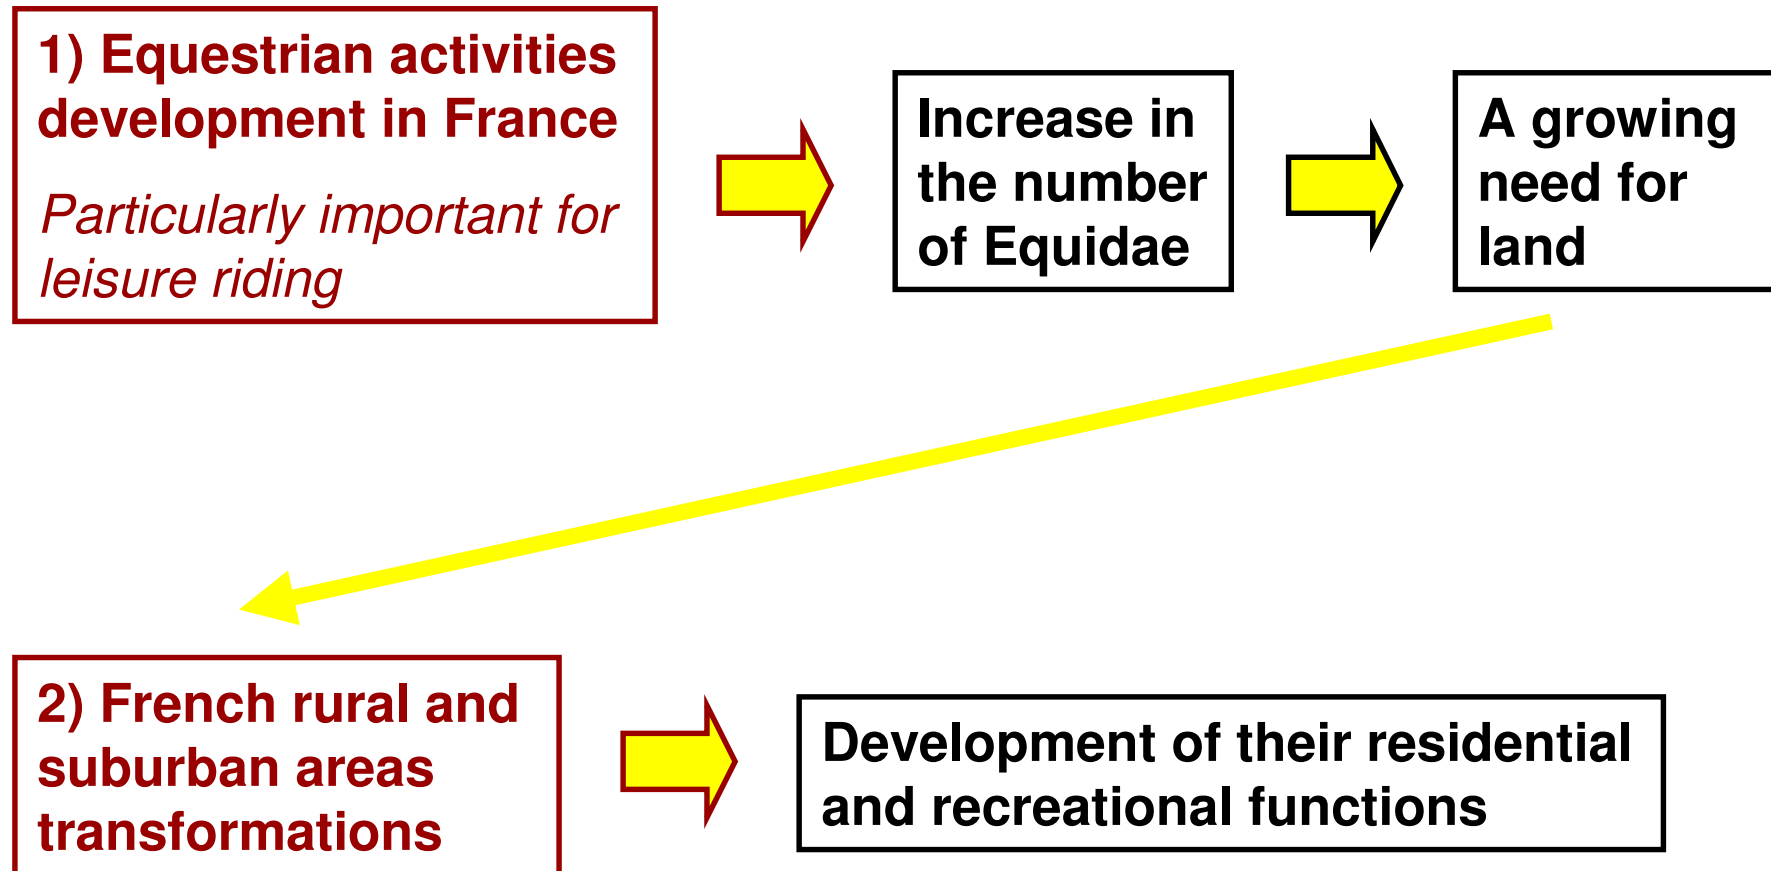 1) Equestrian activities
development in France
Particularly important for
leisure riding
Increase in
the number
of Equidae
A growing
need for
land
2) French rural and
suburban areas
transformations
Development of their residential
and recreational functions